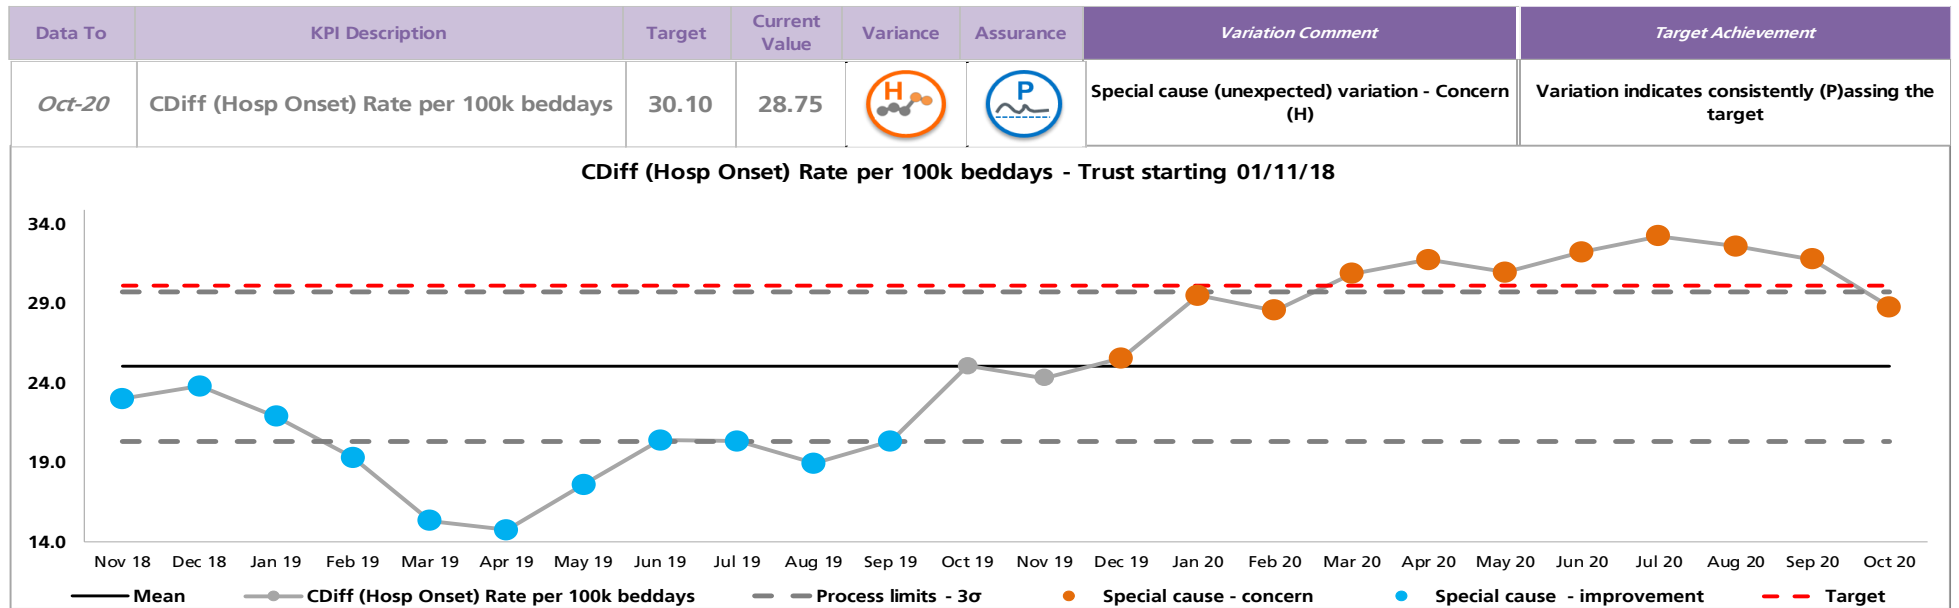 Data To KPI Description Target Current Value Variance Assurance Variation Comment Target Achievement
Oct-20 CDiff (Hosp Onset) Rate per 100k beddays 30.10 28.75 H P Special cause (unexpected) variation - Concern (H) Variation indicates consistently (P)assing the target
CDiff (Hosp Onset) Rate per 100k beddays - Trust starting 01/11/18
34.0
29.0
24.0
19.0
14.0
Nov 18 Dec 18 Jan 19 Feb 19 Mar 19 Apr 19 May 19 Jun 19 Jul 19 Aug 19 Sep 19 Oct 19 Nov 19 Dec 19 Jan 20 Feb 20 Mar 20 Apr 20 May 20 Jun 20 Jul 20 Aug 20 Sep 20 Oct 20
Mean CDiff (Hosp Onset) Rate per 100k beddays Process limits - 3σ Special cause - concern Special cause - improvement Target